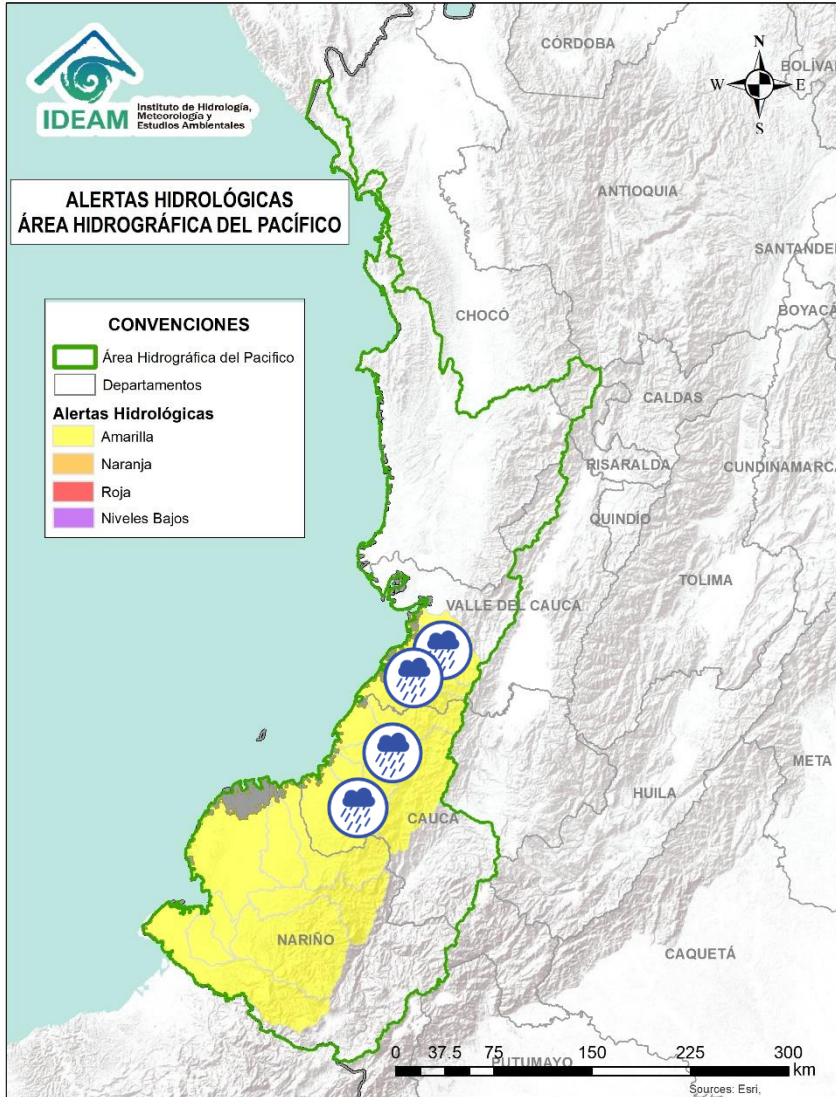 IDEAM
Instituto de Hidrología,
Meteorología y
Estudios Ambientales
ALERTAS HIDROLÓGICAS
ÁREA HIDROGRÁFICA DEL PACÍFICO
CONVENCIONES
Área Hidrográfica del Pacifico
Departamentos
Alertas Hidrológicas
Amarilla
Naranja
Roja
Niveles Bajos
N
W
E
S
CÓRDOBA
BOLÍVAR
ANTIOQUIA
SANTANDER
BOYACÁ
CHOCÓ
CALDAS
RISARALDA
CUNDINAMARCA
QUINDÍO
TOLIMA
VALLE DEL CAUCA
META
HUILA
CAUCA
NARIÑO
CAQUETÁ
PUTUMAYO
0 37.5 75 150 225 300
km
Sources: Esri,